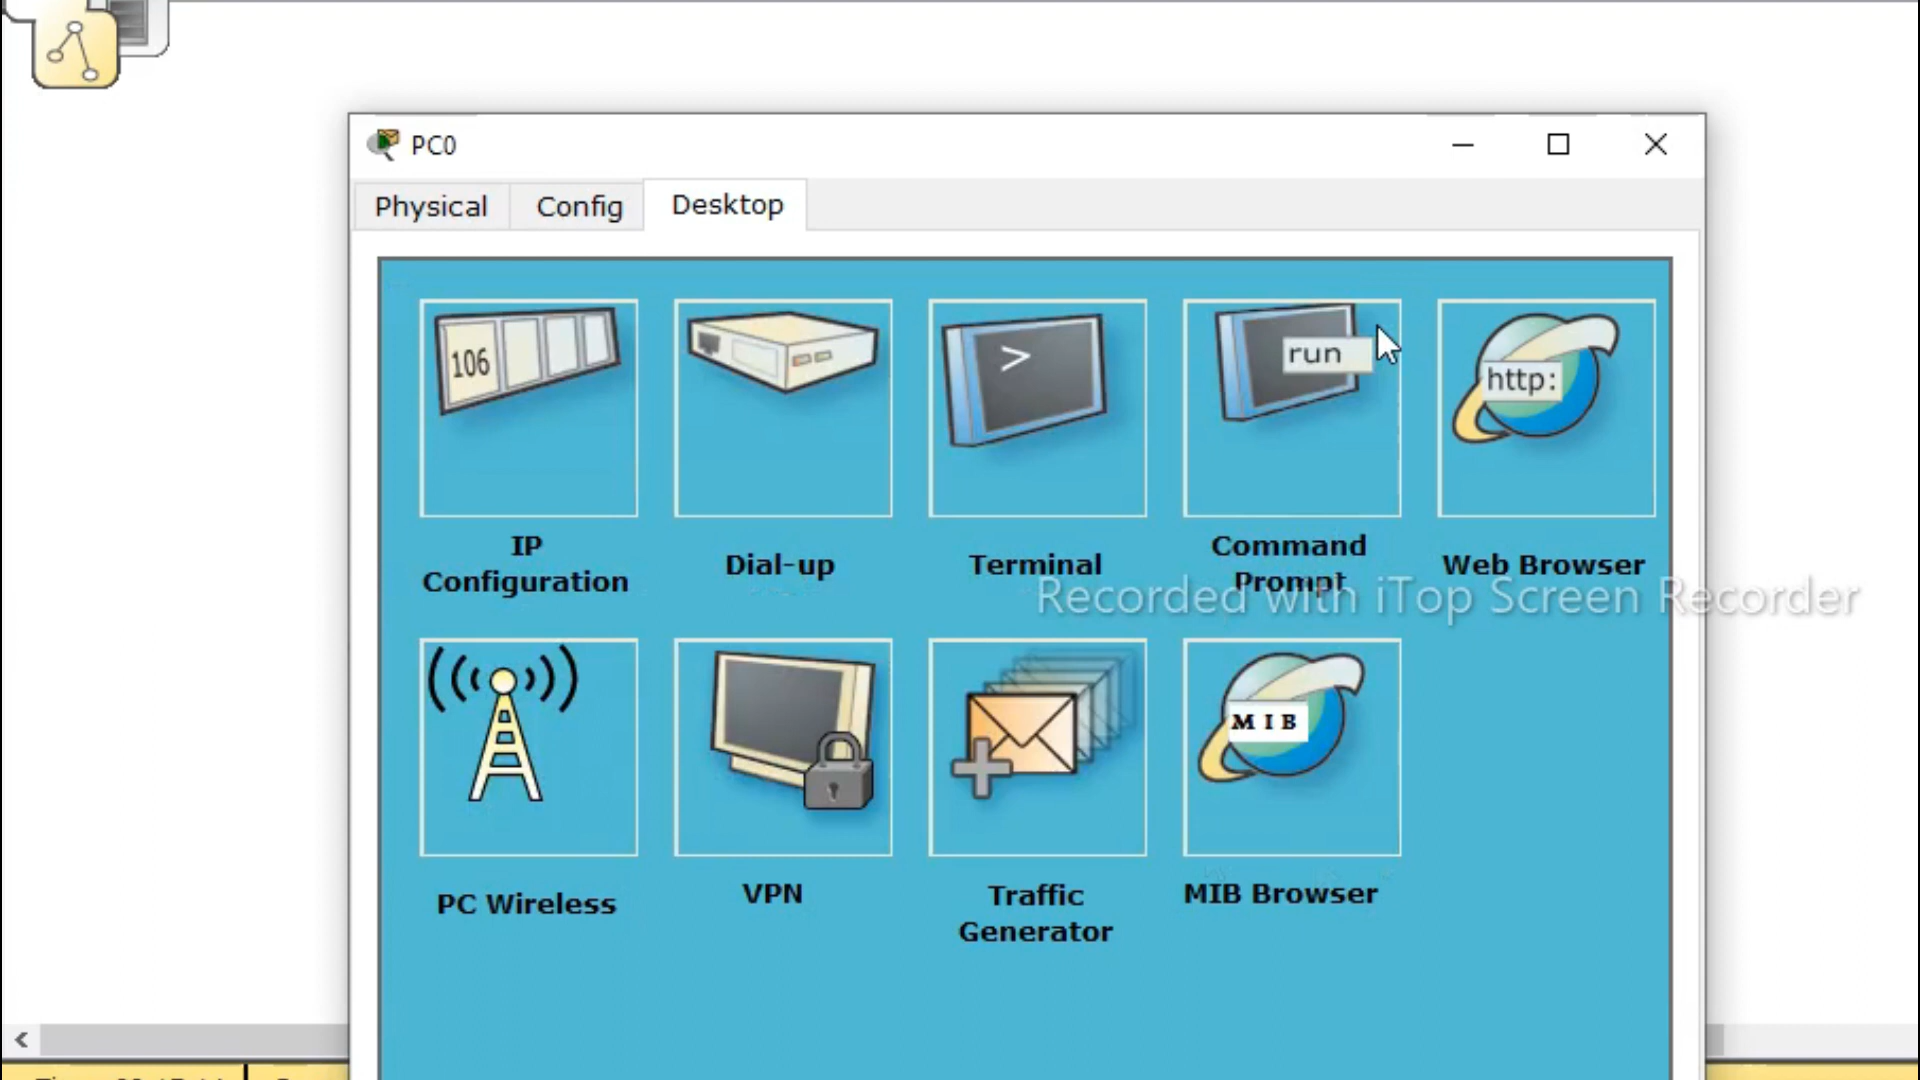 PC0
Physical Config Desktop
106
>
run
http:
IP
Configuration
Dial-up
Terminal
Command
Prompt
Web Browser
Recorded with iTop Screen Recorder
MIB
PC Wireless
VPN
Traffic
Generator
MIB Browser